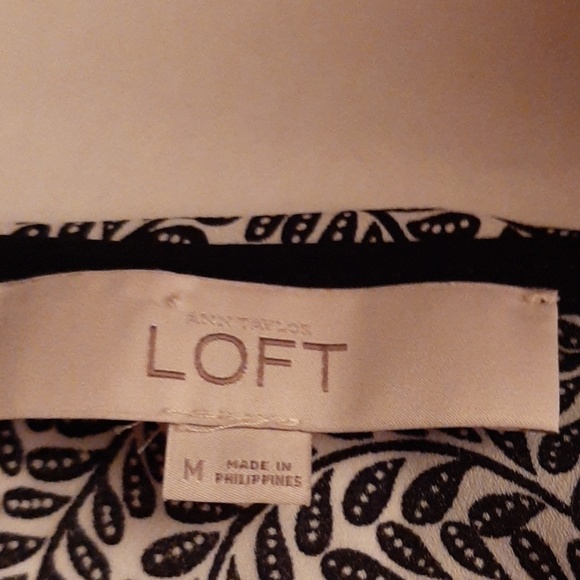 ANN TAYLOR
LOFT
M
MADE IN
PHILIPPINES